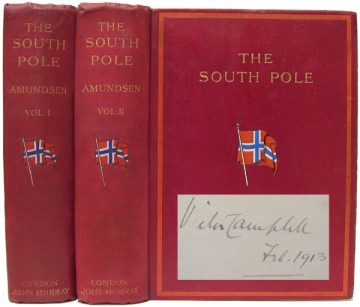 THE
SOUTH
POLE
AMUNDSEN
VOL. I
LONDON
JOHN MURRAY
THE
SOUTH
POLE
AMUNDSEN
VOL. II
LONDON
JOHN MURRAY
THE
SOUTH POLE
Victor Campbell
Feb. 1913